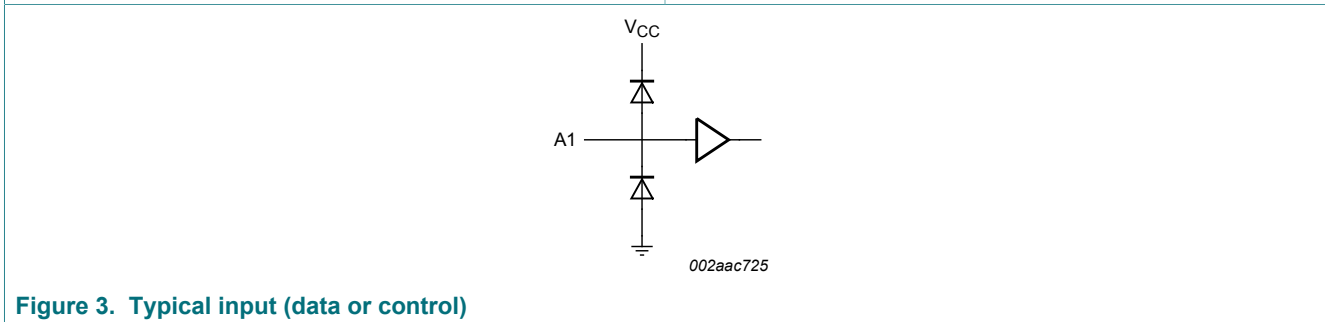 VCC
A1
002aac725
Figure 3. Typical input (data or control)